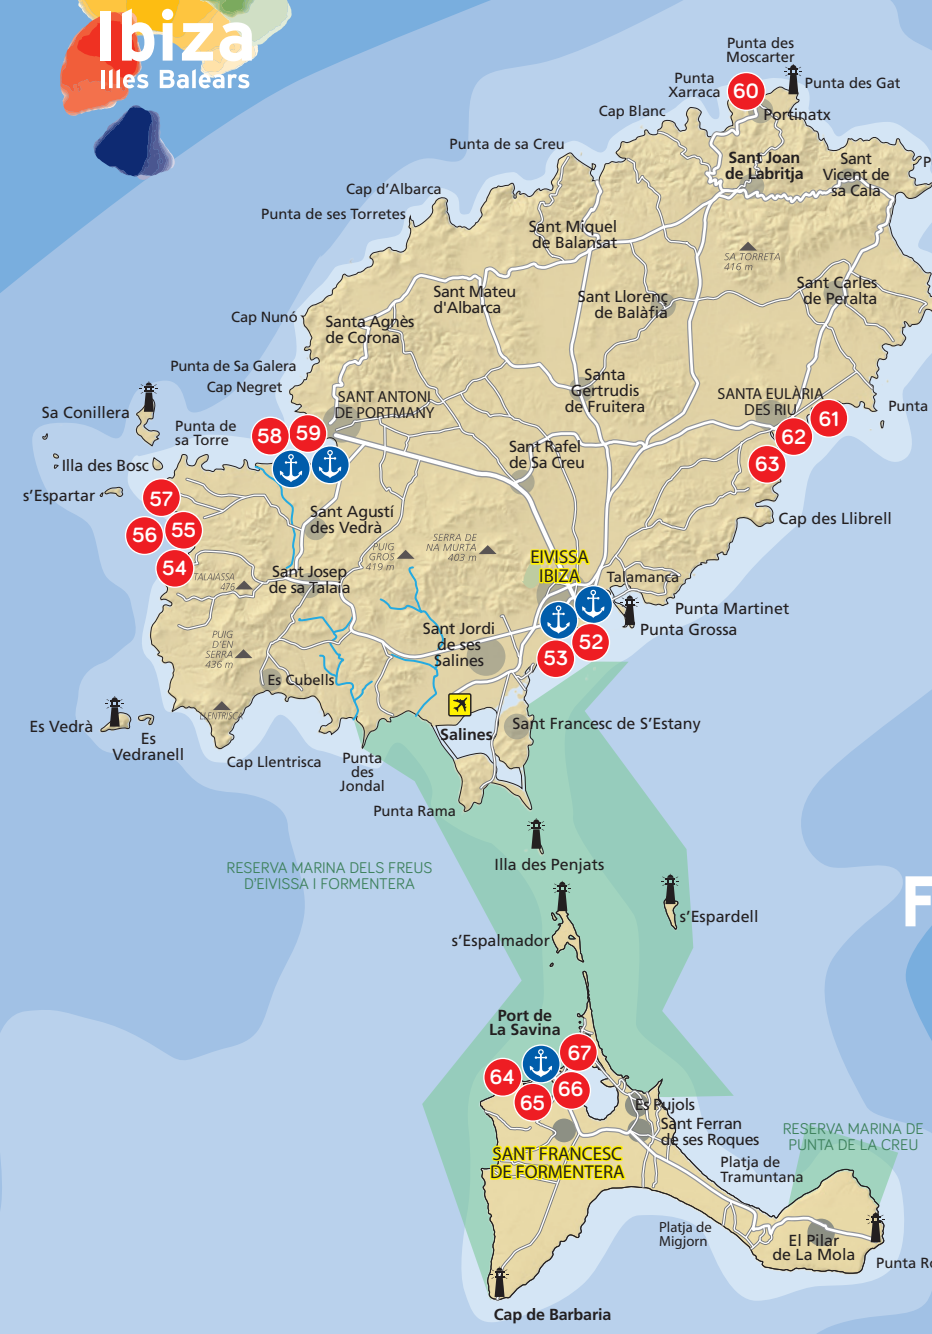 Ibiza
Illes Balears
Punta des
Moscarter
Punta
Xarraca
60
Punta des Gat
Cap Blanc
Portinatx
Punta de sa Creu
Sant Joan
de Labritja
Sant
Vicent de
sa Cala
P
Cap d'Albarca
Punta de ses Torretes
Sant Miquel
de Balansat
SA TORRETA
416 m
Sant Carles
de Peralta
Sant Mateu
d'Albarca
Sant Llorenç
de Balàfia
Cap Nunó
Santa Agnès
de Corona
Punta de Sa Galera
Cap Negret
Santa
Gertrudis
de Fruitera
SANT ANTONI
DE PORTMANY
SANTA EULÀRIA
DES RIU
Punta
Sa Conillera
Punta de
sa Torre
58
59
61
62
63
Illa des Bosc
Sant Rafel
de Sa Creu
s'Espartar
57
56
55
54
Sant Agustí
des Vedrà
Cap des Llibrell
PUIG
GROS
419 m
SERRA DE
NA MURTA
403 m
EIVISSA
IBIZA
TALAIASSA
475
Sant Josep
de sa Talaia
Talamanca
Punta Martinet
Punta Grossa
52
53
PUIG
D'EN
SERRA
436 m
Sant Jordi
de ses
Salines
Es Cubells
LLENTRISCA
Es Vedrà
Es
Vedranell
Cap Llentrisca
Punta
des
Jondal
Salines
Sant Francesc de S'Estany
Punta Rama
RESERVA MARINA DELS FREUS
D'EIVISSA I FORMENTERA
Illa des Penjats
F
s'Espardell
s'Espalmador
Port de
La Savina
67
64
66
65
Es Pujols
Sant Ferran
de ses Roques
RESERVA MARINA DE
PUNTA DE LA CREU
SANT FRANCESC
DE FORMENTERA
Platja de
Tramuntana
Platja de
Migjorn
El Pilar
de La Mola
Punta Ro
Cap de Barbaria